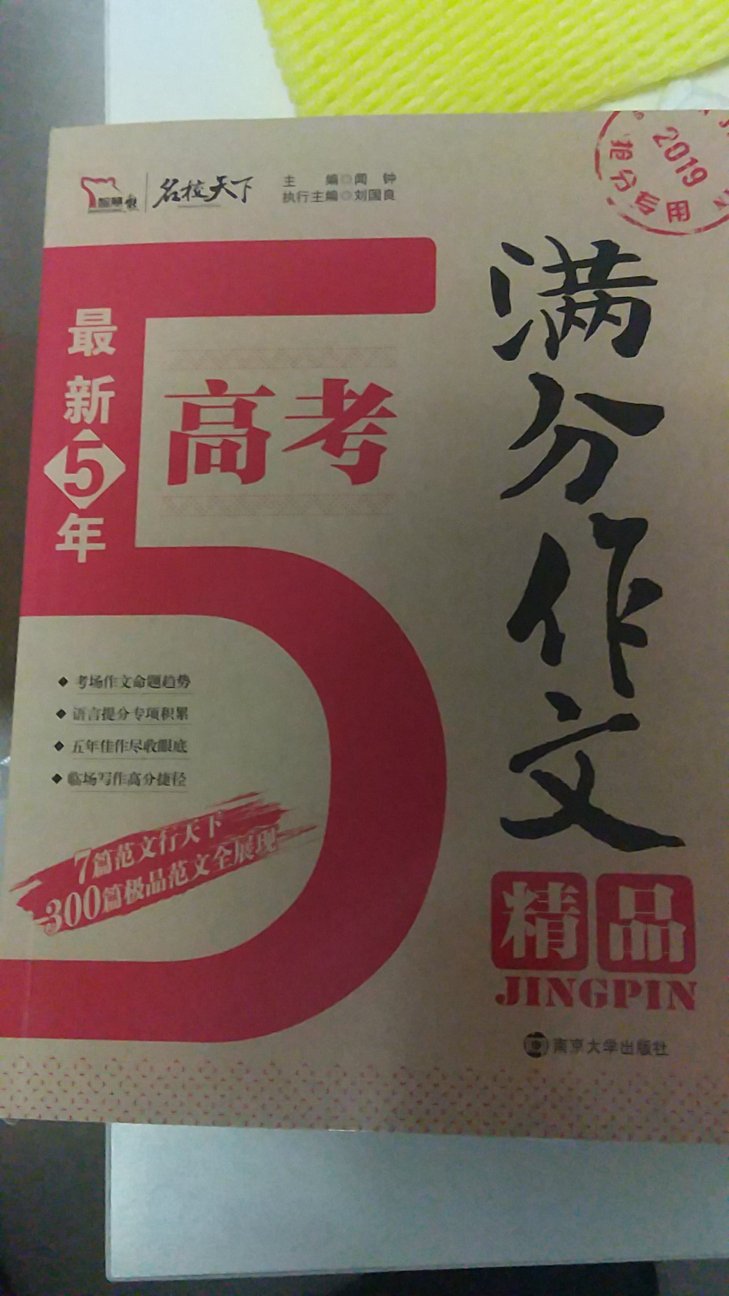 智慧熊
名校天下
主 编◎闻 钟
执行主编◎刘国良
2019
抢分专用
最新5年
高考
满分作文
精品
JINGPIN
考场作文命题趋势
语言提分专项积累
五年佳作尽收眼底
临场写作高分捷径
7篇范文行天下
300篇极品范文全展现
南京大学出版社